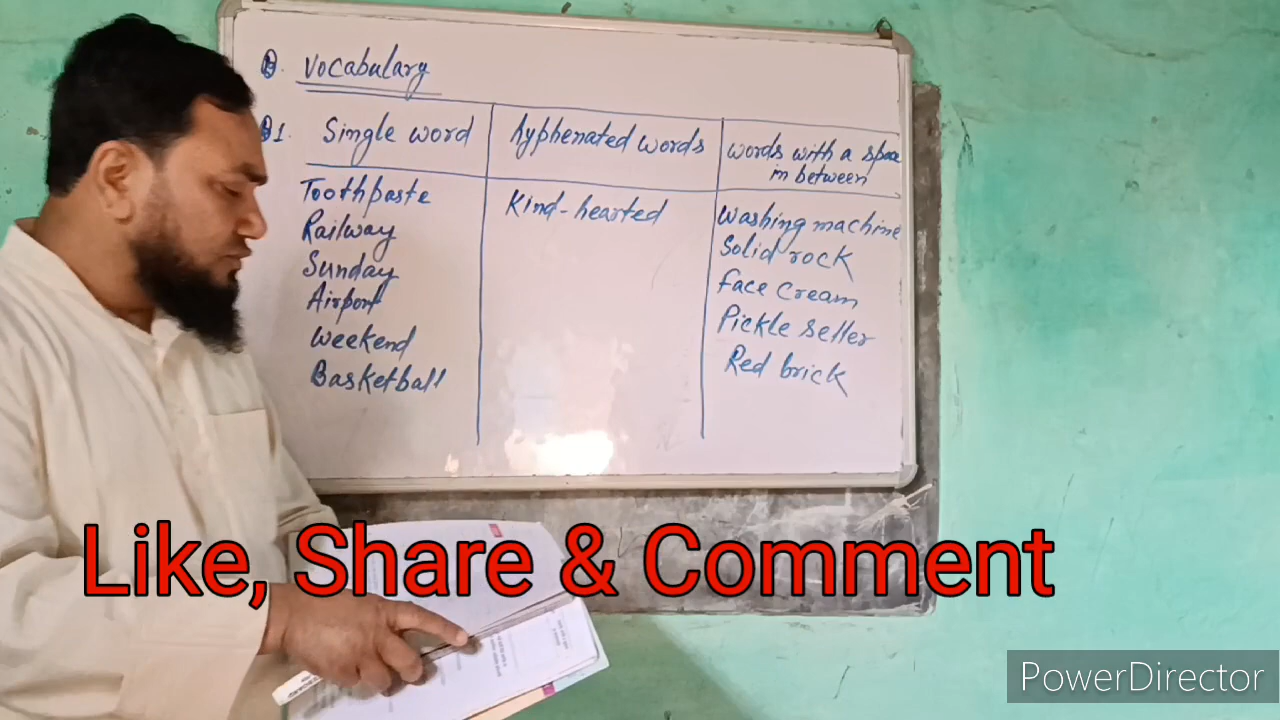 Vocabulary
1. Single word
hyphenated words
words with a space
in between
Toothpaste
Railway
Sunday
Airport
Weekend
Basketball
Kind-hearted
Washing machine
Solid rock
Face cream
Pickle seller
Red brick
Like, Share & Comment
PowerDirector